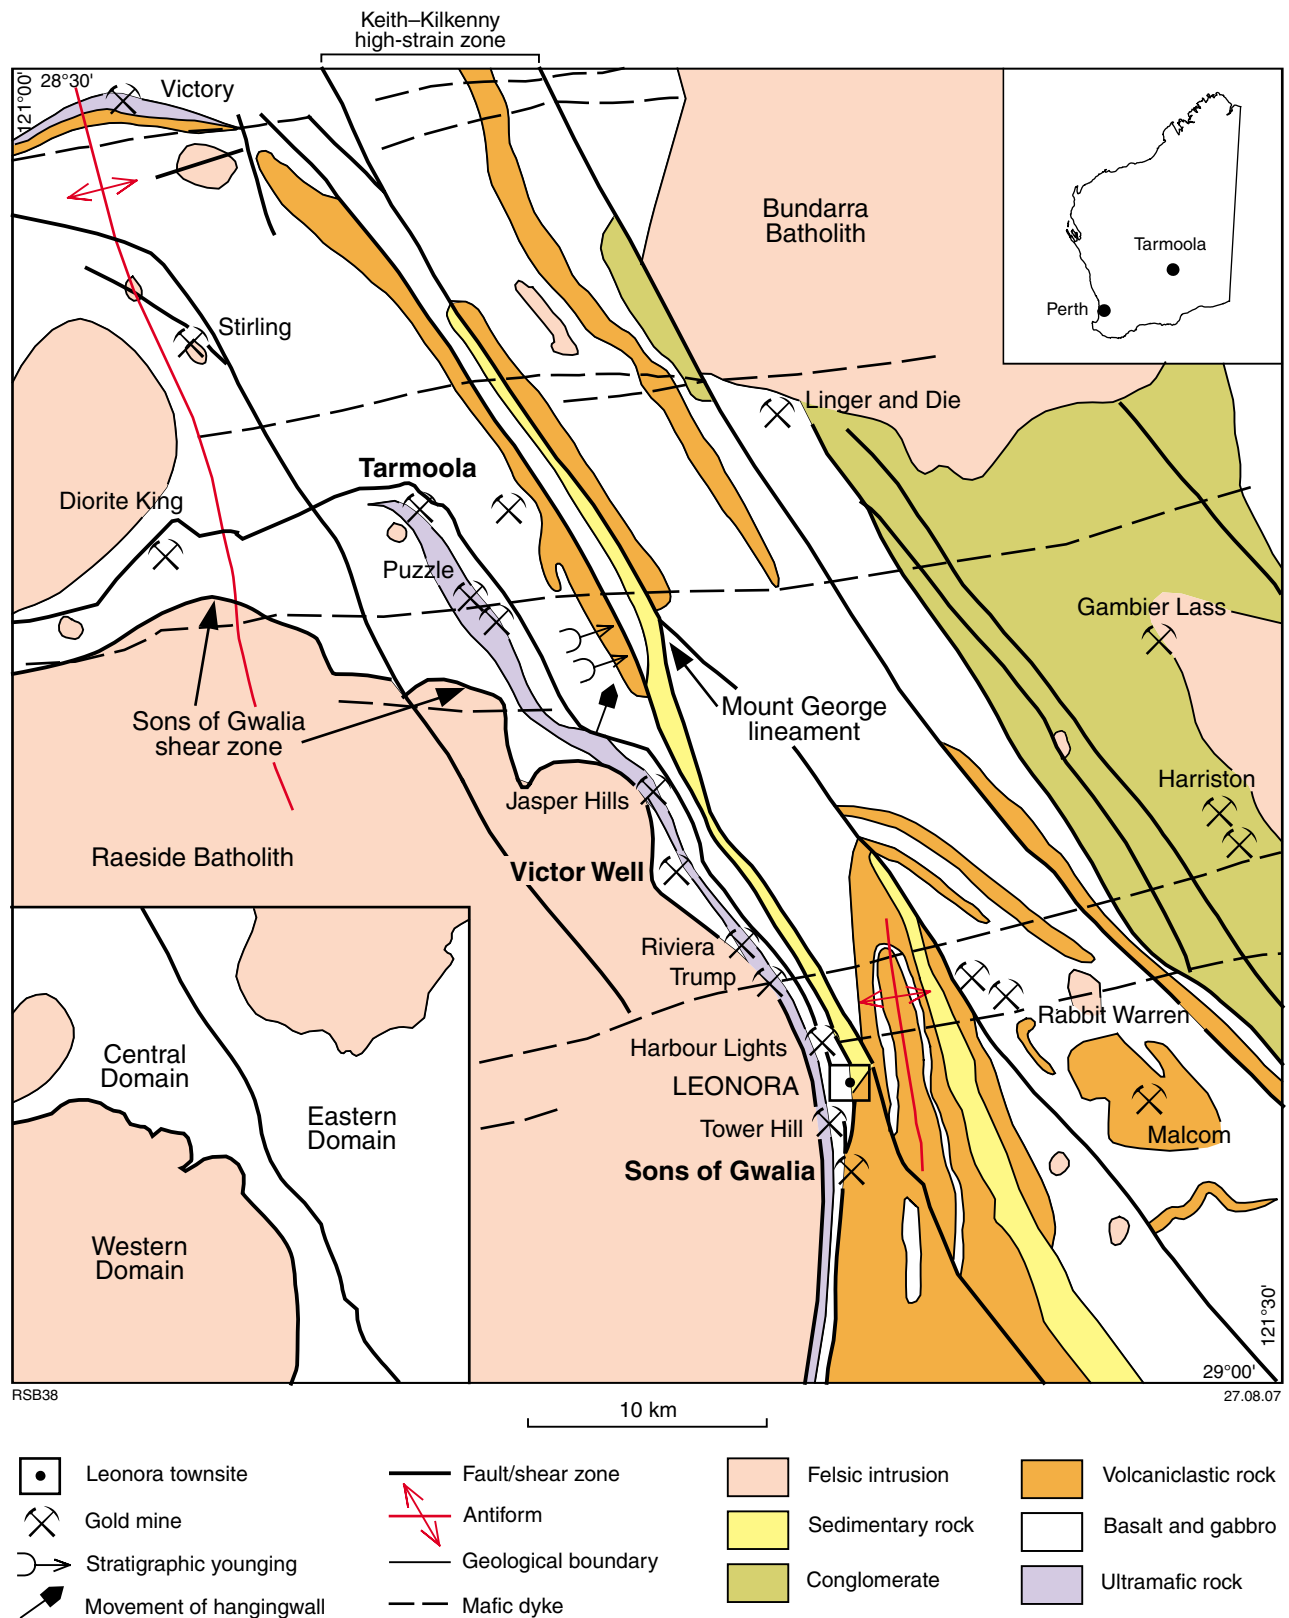 Keith–Kilkenny
high-strain zone
121°00'
28°30'
Victory
Bundarra
Batholith
Tarmoola
Perth
Stirling
Linger and Die
Tarmoola
Diorite King
Puzzle
Gambier Lass
Sons of Gwalia
shear zone
Mount George
lineament
Harriston
Jasper Hills
Raeside Batholith
Victor Well
Riviera
Trump
Rabbit Warren
Harbour Lights
LEONORA
Central
Domain
Eastern
Domain
Tower Hill
Malcom
Sons of Gwalia
Western
Domain
121°30'
29°00'
RSB38
27.08.07
10 km
Leonora townsite
Gold mine
Stratigraphic younging
Movement of hangingwall
Fault/shear zone
Antiform
Geological boundary
Mafic dyke
Felsic intrusion
Sedimentary rock
Conglomerate
Volcaniclastic rock
Basalt and gabbro
Ultramafic rock